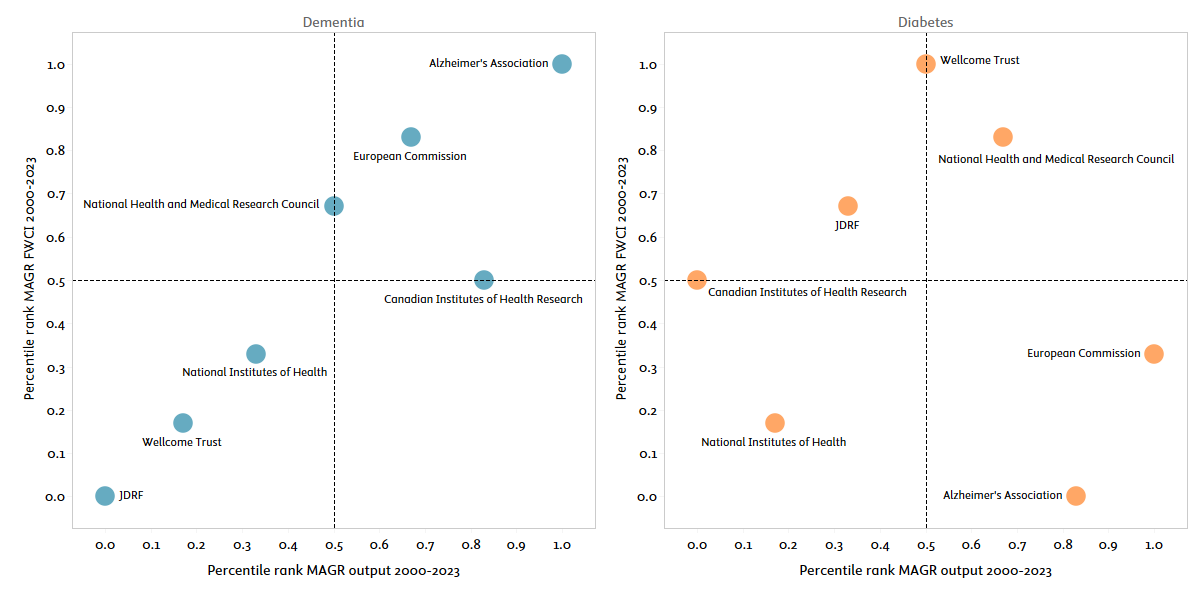 Dementia
Percentile rank MAGR FWCI 2000-2023
1.0
0.9
0.8
0.7
0.6
0.5
0.4
0.3
0.2
0.1
0.0
Alzheimer's Association
European Commission
National Health and Medical Research Council
Canadian Institutes of Health Research
National Institutes of Health
Wellcome Trust
JDRF
0.0 0.1 0.2 0.3 0.4 0.5 0.6 0.7 0.8 0.9 1.0
Percentile rank MAGR output 2000-2023
Diabetes
Percentile rank MAGR FWCI 2000-2023
1.0
0.9
0.8
0.7
0.6
0.5
0.4
0.3
0.2
0.1
0.0
Wellcome Trust
National Health and Medical Research Council
JDRF
Canadian Institutes of Health Research
European Commission
National Institutes of Health
Alzheimer's Association
0.0 0.1 0.2 0.3 0.4 0.5 0.6 0.7 0.8 0.9 1.0
Percentile rank MAGR output 2000-2023